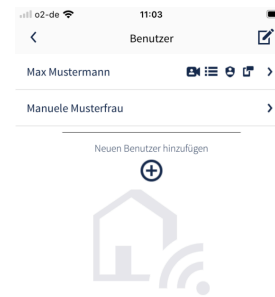 o2-de 11:03
Benutzer
Max Mustermann
Manuele Musterfrau
Neuen Benutzer hinzufügen